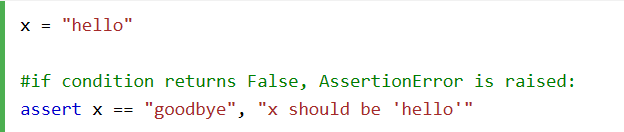 x = "hello"
#if condition returns False, AssertionError is raised:
assert x == "goodbye", "x should be 'hello'"